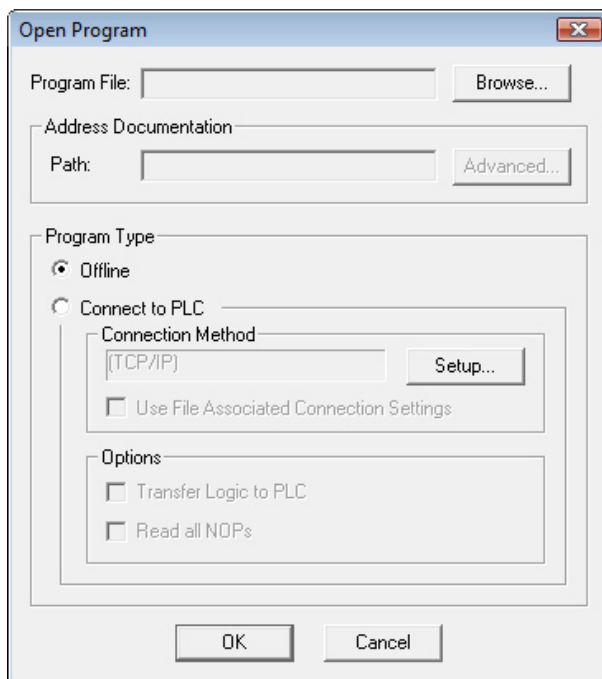 Open Program
Program File: Browse...
Address Documentation
Path: Advanced...
Program Type
Offline
Connect to PLC
Connection Method
(TCP/IP) Setup...
Use File Associated Connection Settings
Options
Transfer Logic to PLC
Read all NOPs
OK Cancel